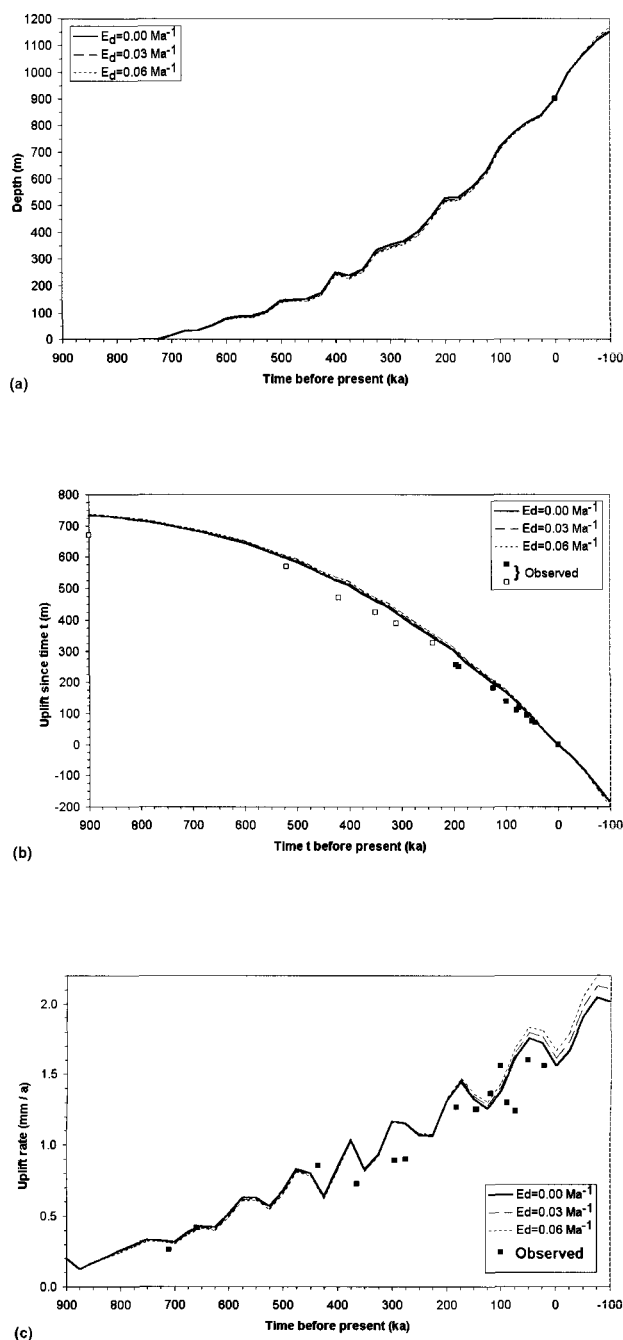 1200
1100
1000
900
800
700
600
500
400
300
200
100
0
Depth (m)
E_d=0.00 Ma⁻¹
E_d=0.03 Ma⁻¹
E_d=0.06 Ma⁻¹
900 800 700 600 500 400 300 200 100 0 -100
Time before present (ka)
(a)
800
700
600
500
400
300
200
100
0
-100
-200
Uplift since time t (m)
Ed=0.00 Ma⁻¹
Ed=0.03 Ma⁻¹
Ed=0.06 Ma⁻¹
} Observed
900 800 700 600 500 400 300 200 100 0 -100
Time t before present (ka)
(b)
2.0
1.5
1.0
0.5
0.0
Uplift rate (mm / a)
Ed=0.00 Ma⁻¹
Ed=0.03 Ma⁻¹
Ed=0.06 Ma⁻¹
Observed
900 800 700 600 500 400 300 200 100 0 -100
Time before present (ka)
(c)